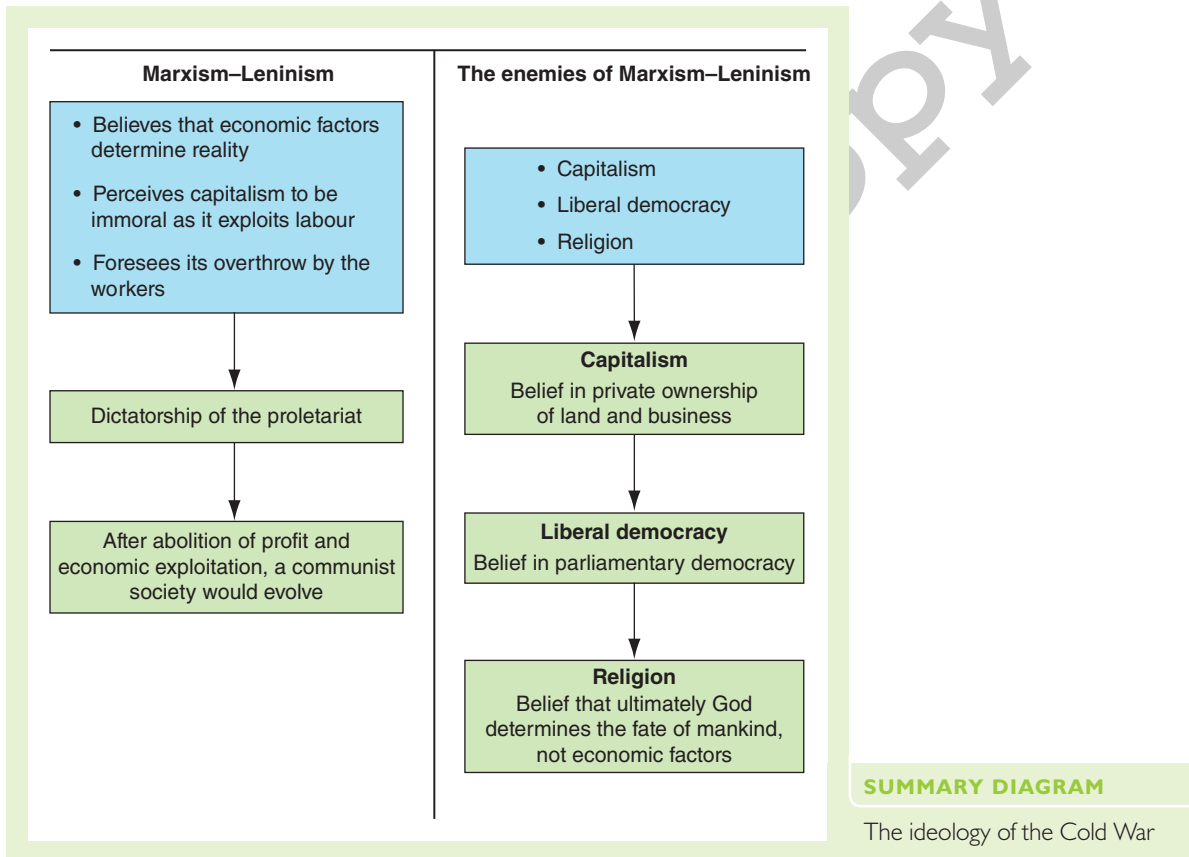 Marxism–Leninism
• Believes that economic factors
determine reality
• Perceives capitalism to be
immoral as it exploits labour
• Foresees its overthrow by the
workers
Dictatorship of the proletariat
After abolition of profit and
economic exploitation, a communist
society would evolve
The enemies of Marxism–Leninism
• Capitalism
• Liberal democracy
• Religion
Capitalism
Belief in private ownership
of land and business
Liberal democracy
Belief in parliamentary democracy
Religion
Belief that ultimately God
determines the fate of mankind,
not economic factors
opy
SUMMARY DIAGRAM
The ideology of the Cold War